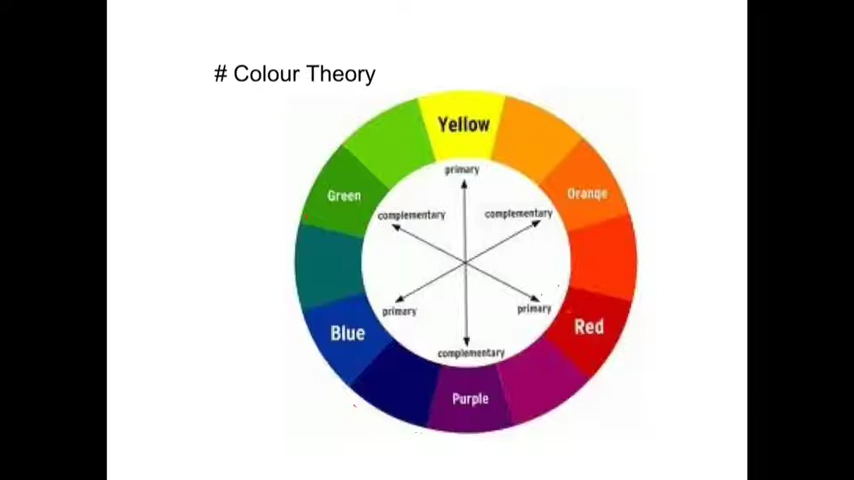 # Colour Theory
Yellow
primary
Green
Orange
complementary
complementary
primary
primary
Blue
Red
complementary
Purple